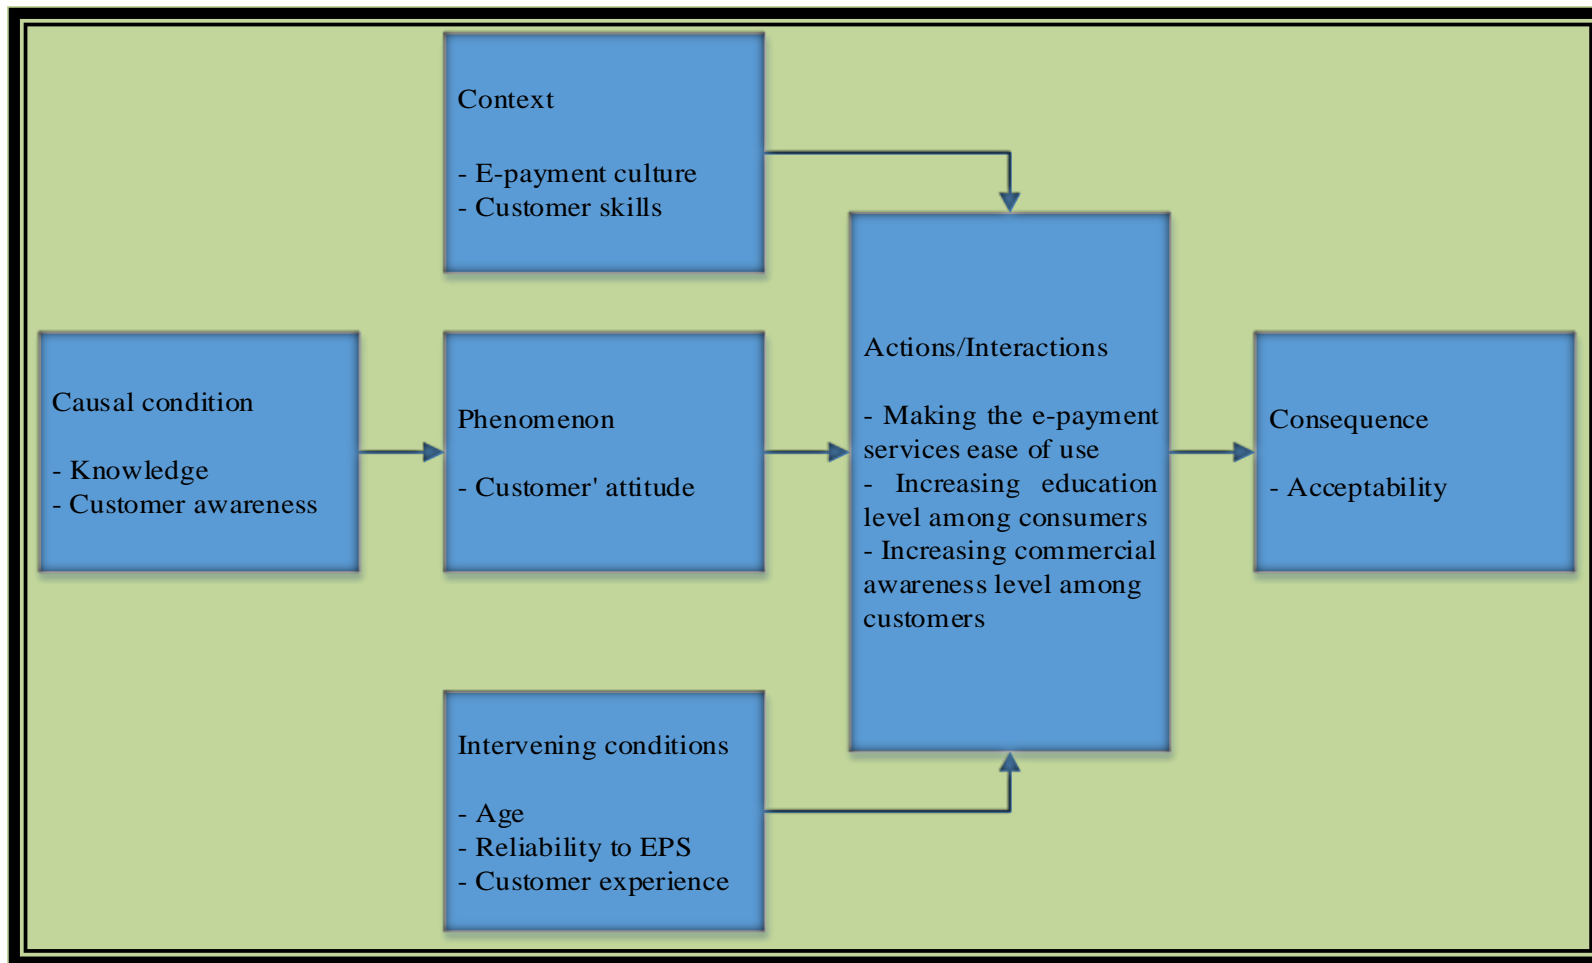 Context
- E-payment culture
- Customer skills
Causal condition
- Knowledge
- Customer awareness
Phenomenon
- Customer' attitude
Intervening conditions
- Age
- Reliability to EPS
- Customer experience
Actions/Interactions
- Making the e-payment
services ease of use
- Increasing education
level among consumers
- Increasing commercial
awareness level among
customers
Consequence
- Acceptability